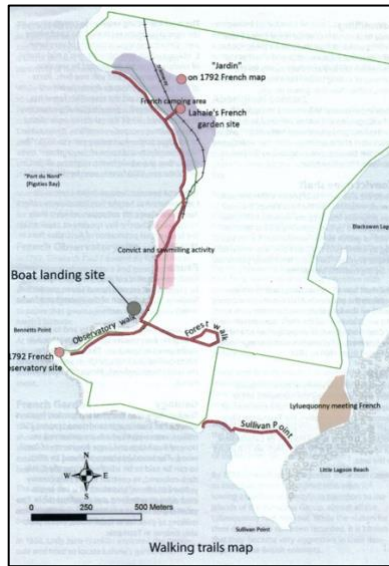 "Jardin"
on 1792 French map
French camping area
Lahaie's French
garden site
"Port du Nord"
(Pigsties Bay)
Convict and sawmilling activity
Boat landing site
Bennetts Point
Observatory walk
Forest walk
1792 French
servatory site
Lyluequonny meeting French
Sullivan Point
Little Lagoon Beach
N
W E
S
0 250 500 Meters
Sullivan Point
Walking trails map